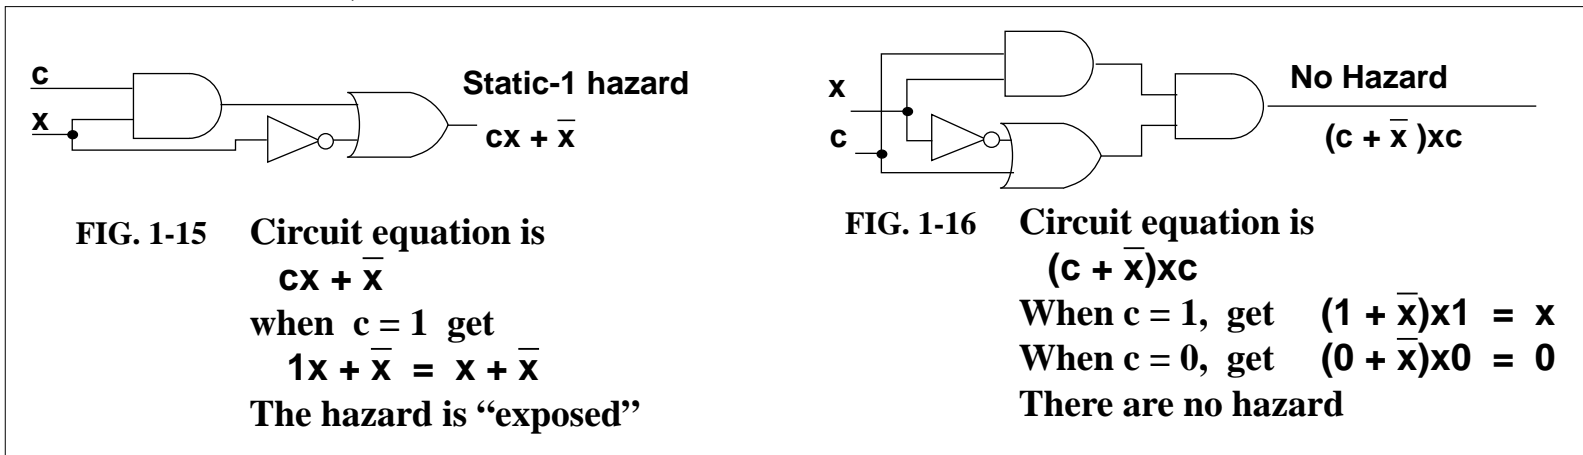 c
x
Static-1 hazard
cx + x̅
FIG. 1-15
Circuit equation is
cx + x̅
when c = 1 get
1x + x̅ = x + x̅
The hazard is “exposed”
x
c
No Hazard
(c + x̅ )xc
FIG. 1-16
Circuit equation is
(c + x̅)xc
When c = 1, get (1 + x̅)x1 = x
When c = 0, get (0 + x̅)x0 = 0
There are no hazard